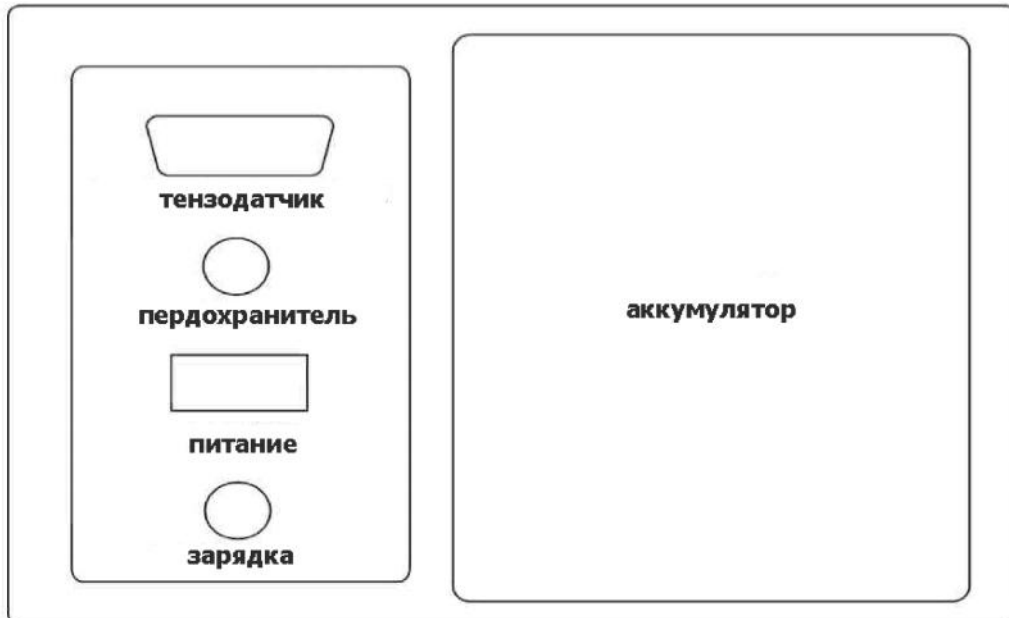 тензодатчик
пердохранитель
питание
зарядка
аккумулятор